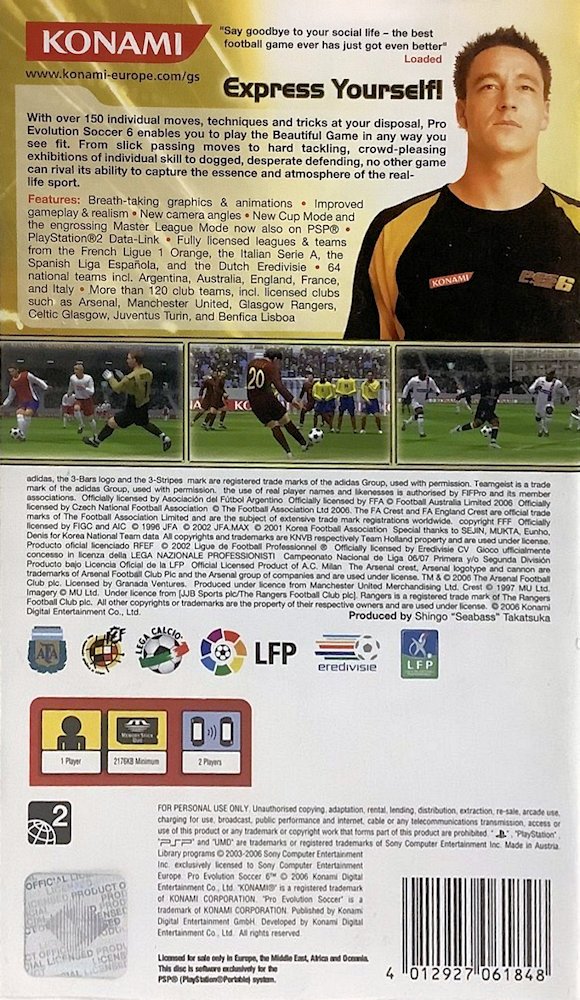 KONAMI
www.konami-europe.com/gs
"Say goodbye to your social life – the best
football game ever has just got even better"
Loaded
Express Yourself!
With over 150 individual moves, techniques and tricks at your disposal, Pro
Evolution Soccer 6 enables you to play the Beautiful Game in any way you
see fit. From slick passing moves to hard tackling, crowd-pleasing
exhibitions of individual skill to dogged, desperate defending, no other game
can rival its ability to capture the essence and atmosphere of the real-
life sport.
Features: Breath-taking graphics & animations • Improved
gameplay & realism • New camera angles • New Cup Mode and
the engrossing Master League Mode now also on PSP® •
PlayStation®2 Data-Link • Fully licensed leagues & teams
from the French Ligue 1 Orange, the Italian Serie A, the
Spanish Liga Española, and the Dutch Eredivisie • 64
national teams incl. Argentina, Australia, England, France,
and Italy • More than 120 club teams, incl. licensed clubs
such as Arsenal, Manchester United, Glasgow Rangers,
Celtic Glasgow, Juventus Turin, and Benfica Lisboa
KONAMI
PES6
20
adidas, the 3-Bars logo and the 3-Stripes mark are registered trade marks of the adidas Group, used with permission. Teamgeist is a trade
mark of the adidas Group, used with permission. the use of real player names and likenesses is authorised by FIFPro and its member
associations. Officially licensed by Asociación del Fútbol Argentino. Officially licensed by FFA © Football Australia Limited 2006 Officially
licensed by Czech National Football Association © The Football Association Ltd 2006. The FA Crest and FA England Crest are official trade
marks of The Football Association Limited and are the subject of extensive trade mark registrations worldwide. copyright FFF Officially
licensed by FIGC and AIC © 1996 JFA © 2002 JFA.MAX © 2001 Korea Football Association Special thanks to SEJIN, MUKTA, Eunho,
Denis for Korea National Team data All copyrights and trademarks are KNVB respectively Team Holland property and are used under license.
Producto oficial licenciado RFEF © 2002 Ligue de Football Professionnel ® Officially licensed by Eredivisie CV Gioco ufficialmente
concesso in licenza della LEGA NAZIONALE PROFESSIONISTI Campeonato Nacional de Liga 06/07 Primera y/o Segunda División
Producto bajo Licencia Oficial de la LFP Official Licensed Product of A.C. Milan The Arsenal crest, Arsenal logotype and cannon are
trademarks of Arsenal Football Club Plc and the Arsenal group of companies and are used under license. TM & © 2006 The Arsenal Football
Club plc. Licensed by Granada Ventures. Produced under licence from Manchester United Merchandising Ltd. Crest © 1997 MU Ltd.
Imagery © MU Ltd. Under licence from [JJB Sports plc/The Rangers Football Club plc]. Rangers is a registered trade mark of The Rangers
Football Club plc. All other copyrights or trademarks are the property of their respective owners and are used under license. © 2006 Konami
Digital Entertainment Co., Ltd.
Produced by Shingo "Seabass" Takatsuka
AFA
LEGA CALCIO
LFP
eredivisie
LFP
MEMORY STICK
DUO
1 Player
2176KB Minimum
2 Players
2
FOR PERSONAL USE ONLY. Unauthorised copying, adaptation, rental, lending, distribution, extraction, re-sale, arcade use,
charging for use, broadcast, public performance and internet, cable or any telecommunications transmission, access or
use of this product or any trademark or copyright work that forms part of this product are prohibited. " ", "PlayStation",
"PSP" and "UMD" are trademarks or registered trademarks of Sony Computer Entertainment Inc. Made in Austria.
Library programs © 2003-2006 Sony Computer Entertainment
Inc. exclusively licensed to Sony Computer Entertainment
Europe. Pro Evolution Soccer 6™ © 2006 Konami Digital
Entertainment Co., Ltd. "KONAMI®" is a registered trademark
of KONAMI CORPORATION. "Pro Evolution Soccer" is a
trademark of KONAMI CORPORATION. Published by Konami
Digital Entertainment GmbH. Developed by Konami Digital
Entertainment Co., Ltd. All rights reserved.
Licensed for sale only in Europe, the Middle East, Africa and Oceania.
This disc is software exclusively for the
PSP® (PlayStation®Portable) system.
OFFICIAL
PRODUCT
4 012927 061848